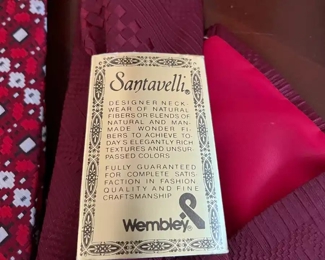 Santavelli®
DESIGNER NECK-
WEAR OF NATURAL
FIBERS OR BLENDS OF
NATURAL AND MAN-
MADE WONDER FI-
BERS TO ACHIEVE TO-
DAY'S ELEGANTLY RICH
TEXTURES AND UNSUR-
PASSED COLORS.
FULLY GUARANTEED
FOR COMPLETE SATIS
FACTION IN FASHION,
QUALITY AND FINE
CRAFTSMANSHIP
Wembley®